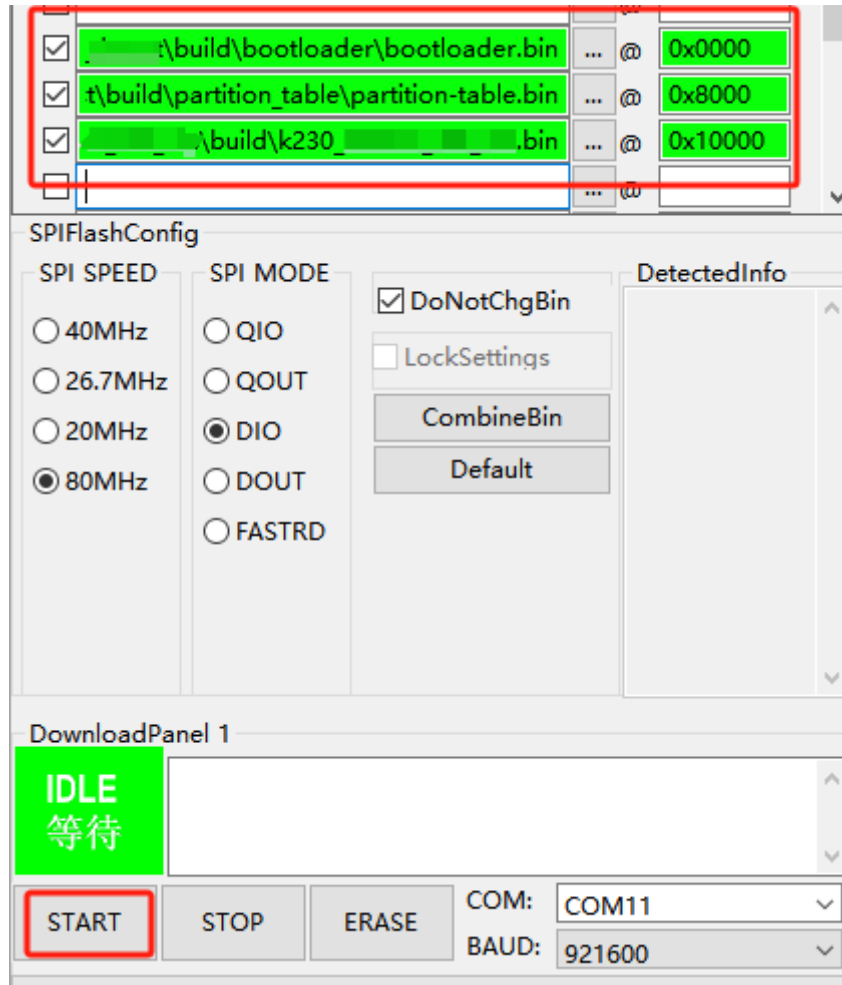 \build\bootloader\bootloader.bin ... @ 0x0000
t\build\partition_table\partition-table.bin ... @ 0x8000
\build\k230_ .bin ... @ 0x10000
... @
SPIFlashConfig
SPI SPEED SPI MODE DetectedInfo
DoNotChgBin
40MHz QIO
LockSettings
26.7MHz QOUT
CombineBin
20MHz DIO
Default
80MHz DOUT
FASTRD
DownloadPanel 1
IDLE
等待
START STOP ERASE
COM: COM11
BAUD: 921600